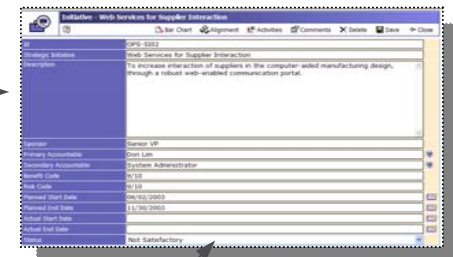 Initiative - Web Services for Supplier Interaction
Bar Chart Alignment Activities Comments Delete Save Close
Id OPS-SI02
Strategic Initiative Web Services for Supplier Interaction
Description To increase interaction of suppliers in the computer-aided manufacturing design,
through a robust web-enabled communication portal.
Sponsor Senior VP
Primary Accountable Don Lim
Secondary Accountable System Administrator
Benefit Code 9/10
Risk Code 9/10
Planned Start Date 06/02/2003
Planned End Date 11/30/2003
Actual Start Date
Actual End Date
Status Not Satisfactory